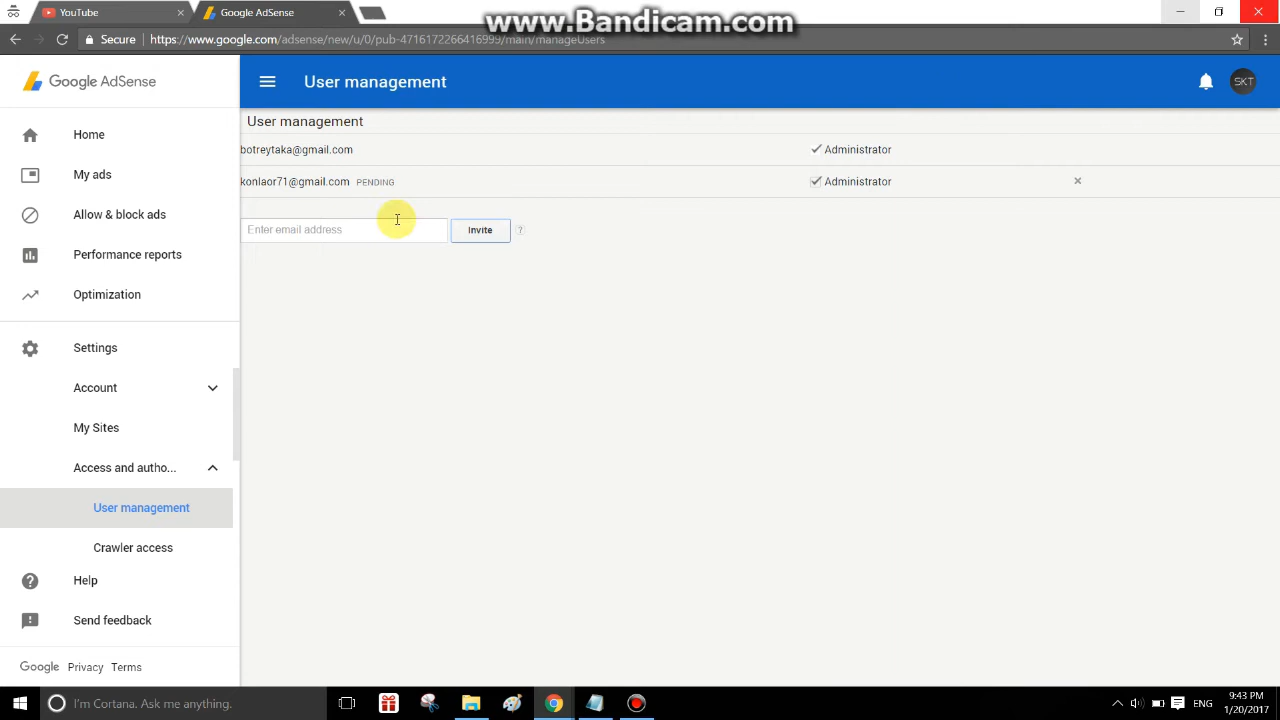 YouTube
Google AdSense
www.Bandicam.com
Secure
https://www.google.com/adsense/new/u/0/pub-4716172266416999/main/manageUsers
Google AdSense
User management
SKT
Home
My ads
Allow & block ads
Performance reports
Optimization
Settings
Account
My Sites
Access and autho...
User management
Crawler access
Help
Send feedback
Google Privacy Terms
User management
botreytaka@gmail.com Administrator
konlaor71@gmail.com PENDING Administrator
Enter email address Invite ?
I'm Cortana. Ask me anything.
ENG
9:43 PM
1/20/2017